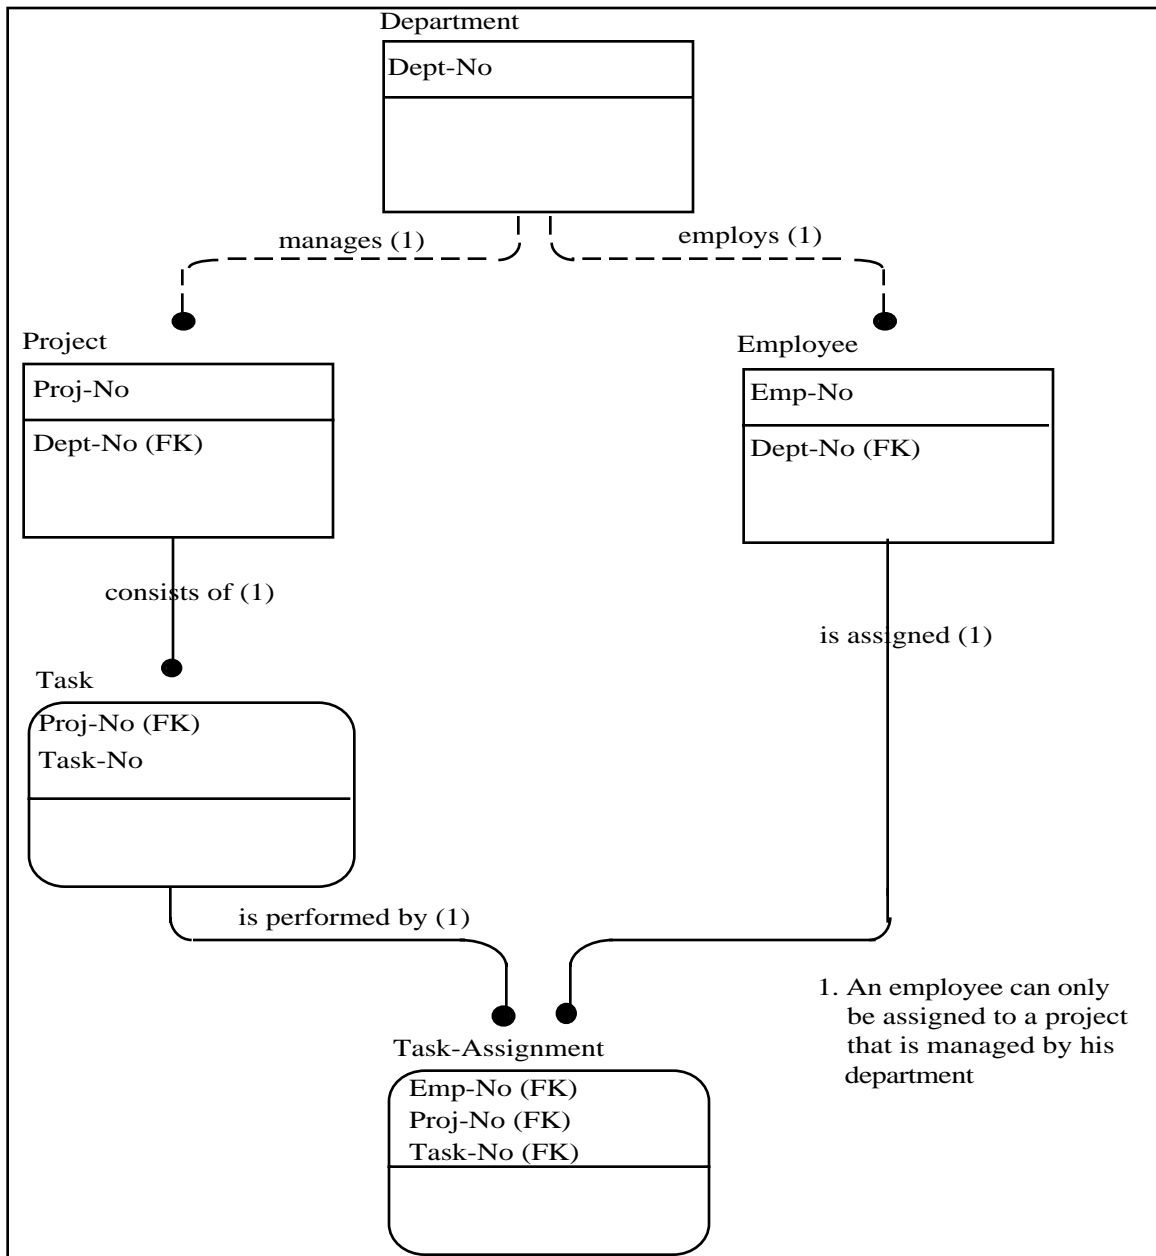 Department
Dept-No
manages (1)
employs (1)
Project
Proj-No
Dept-No (FK)
Employee
Emp-No
Dept-No (FK)
consists of (1)
is assigned (1)
Task
Proj-No (FK)
Task-No
is performed by (1)
1. An employee can only
be assigned to a project
that is managed by his
department
Task-Assignment
Emp-No (FK)
Proj-No (FK)
Task-No (FK)